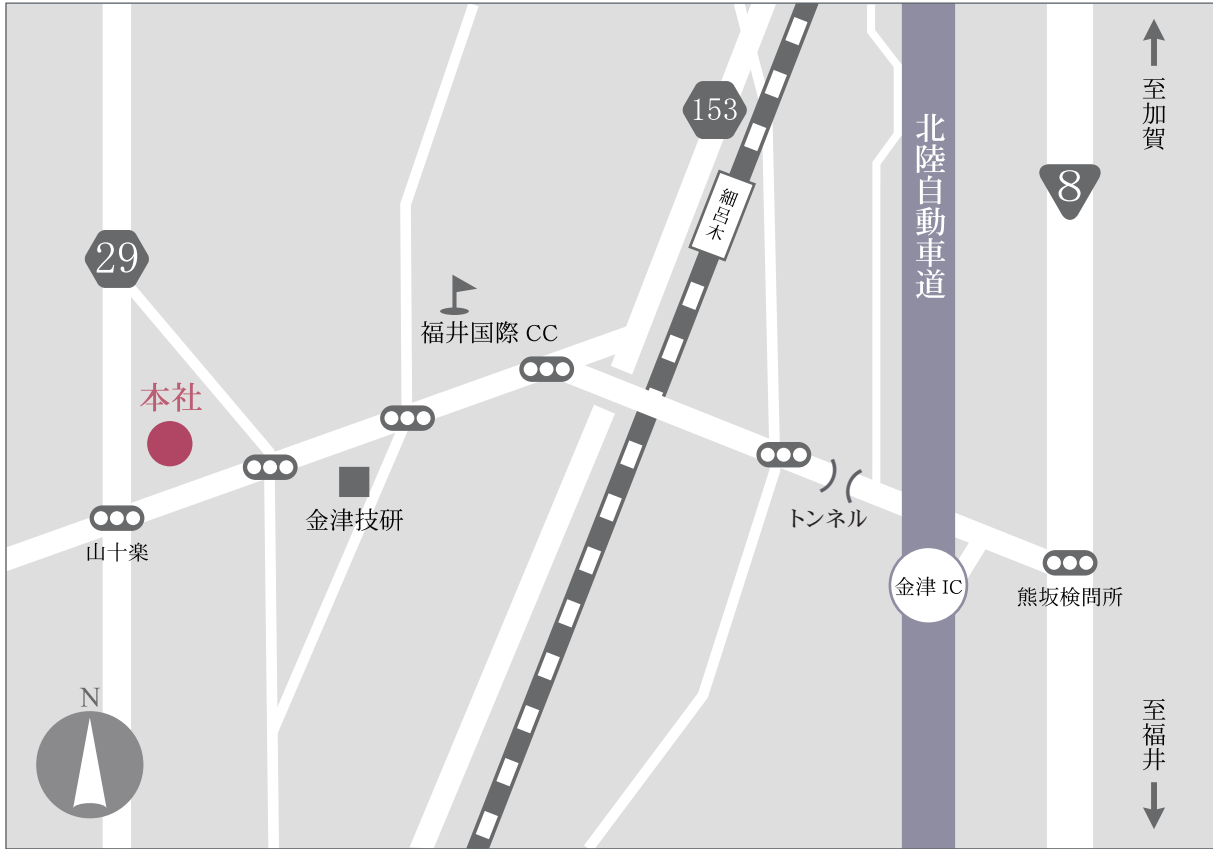 至加賀
153
北陸自動車道
8
細呂木
29
福井国際 CC
本社
金津技研
トンネル
山十楽
金津 IC
熊坂検問所
N
至福井